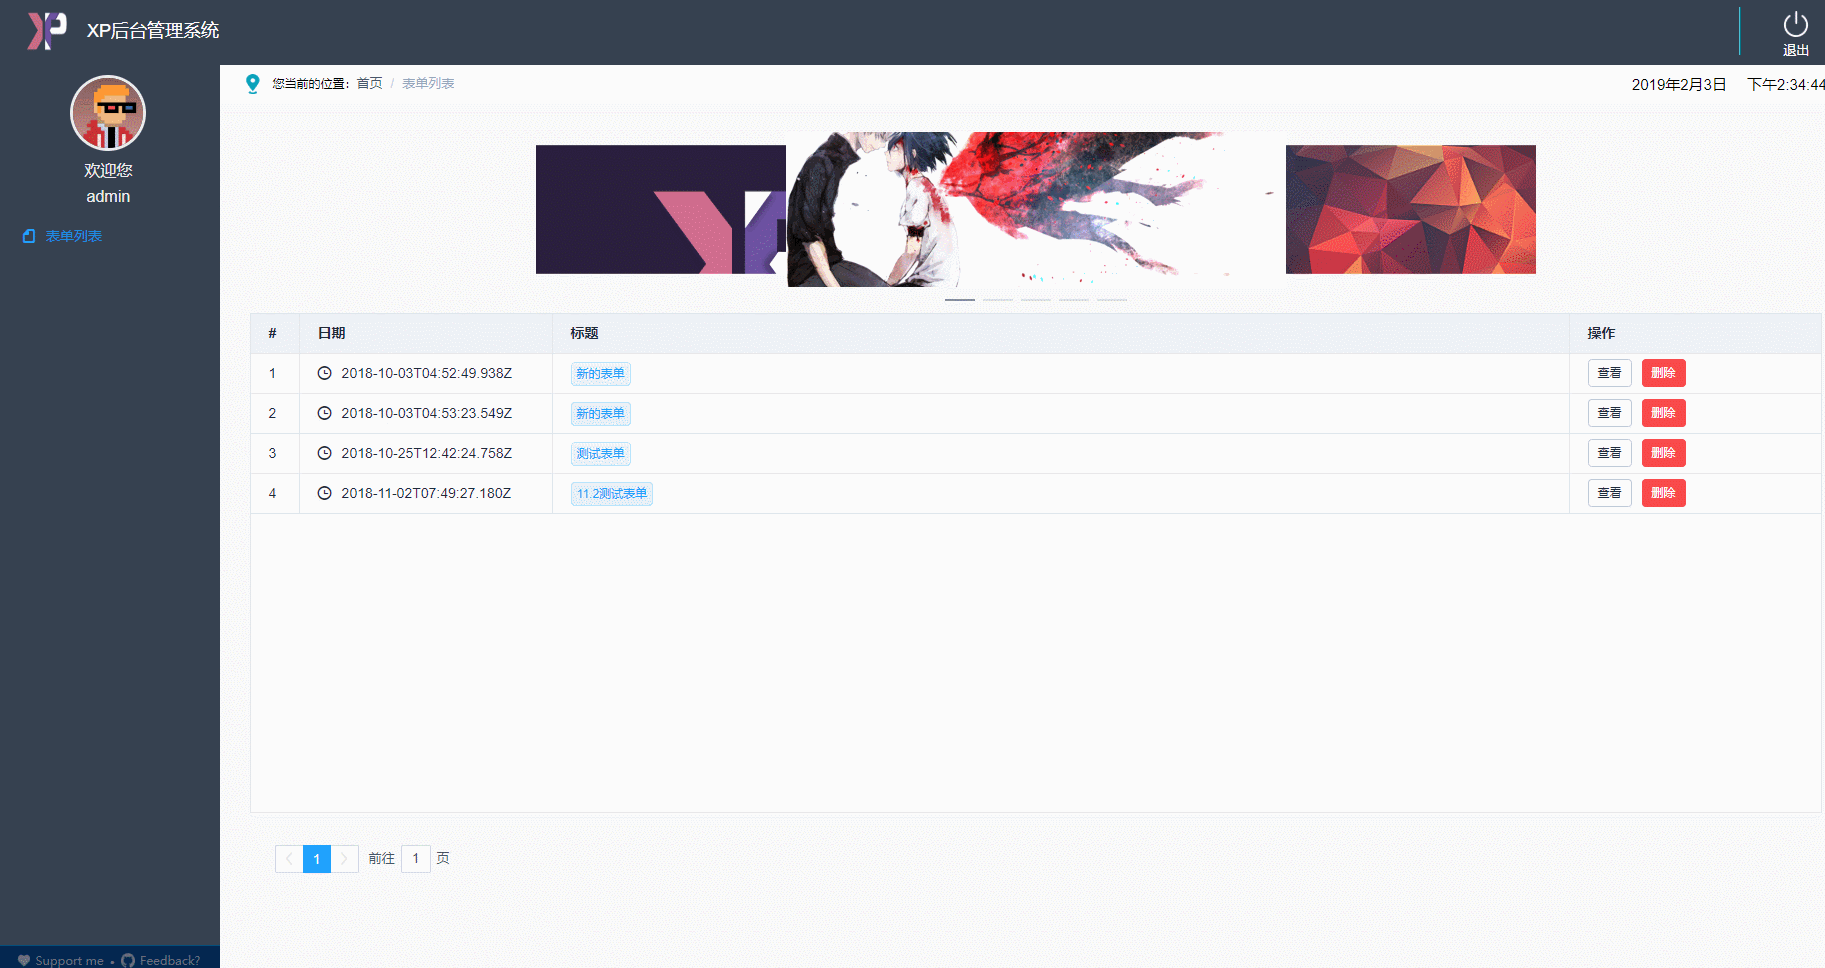 XP XP后台管理系统
退出
欢迎您
admin
表单列表
您当前的位置： 首页 / 表单列表
2019年2月3日 下午2:34:44
# 日期 标题 操作
1 2018-10-03T04:52:49.938Z 新的表单 查看 删除
2 2018-10-03T04:53:23.549Z 新的表单 查看 删除
3 2018-10-25T12:42:24.758Z 测试表单 查看 删除
4 2018-11-02T07:49:27.180Z 11.2测试表单 查看 删除
1 前往 1 页
Support me • Feedback?